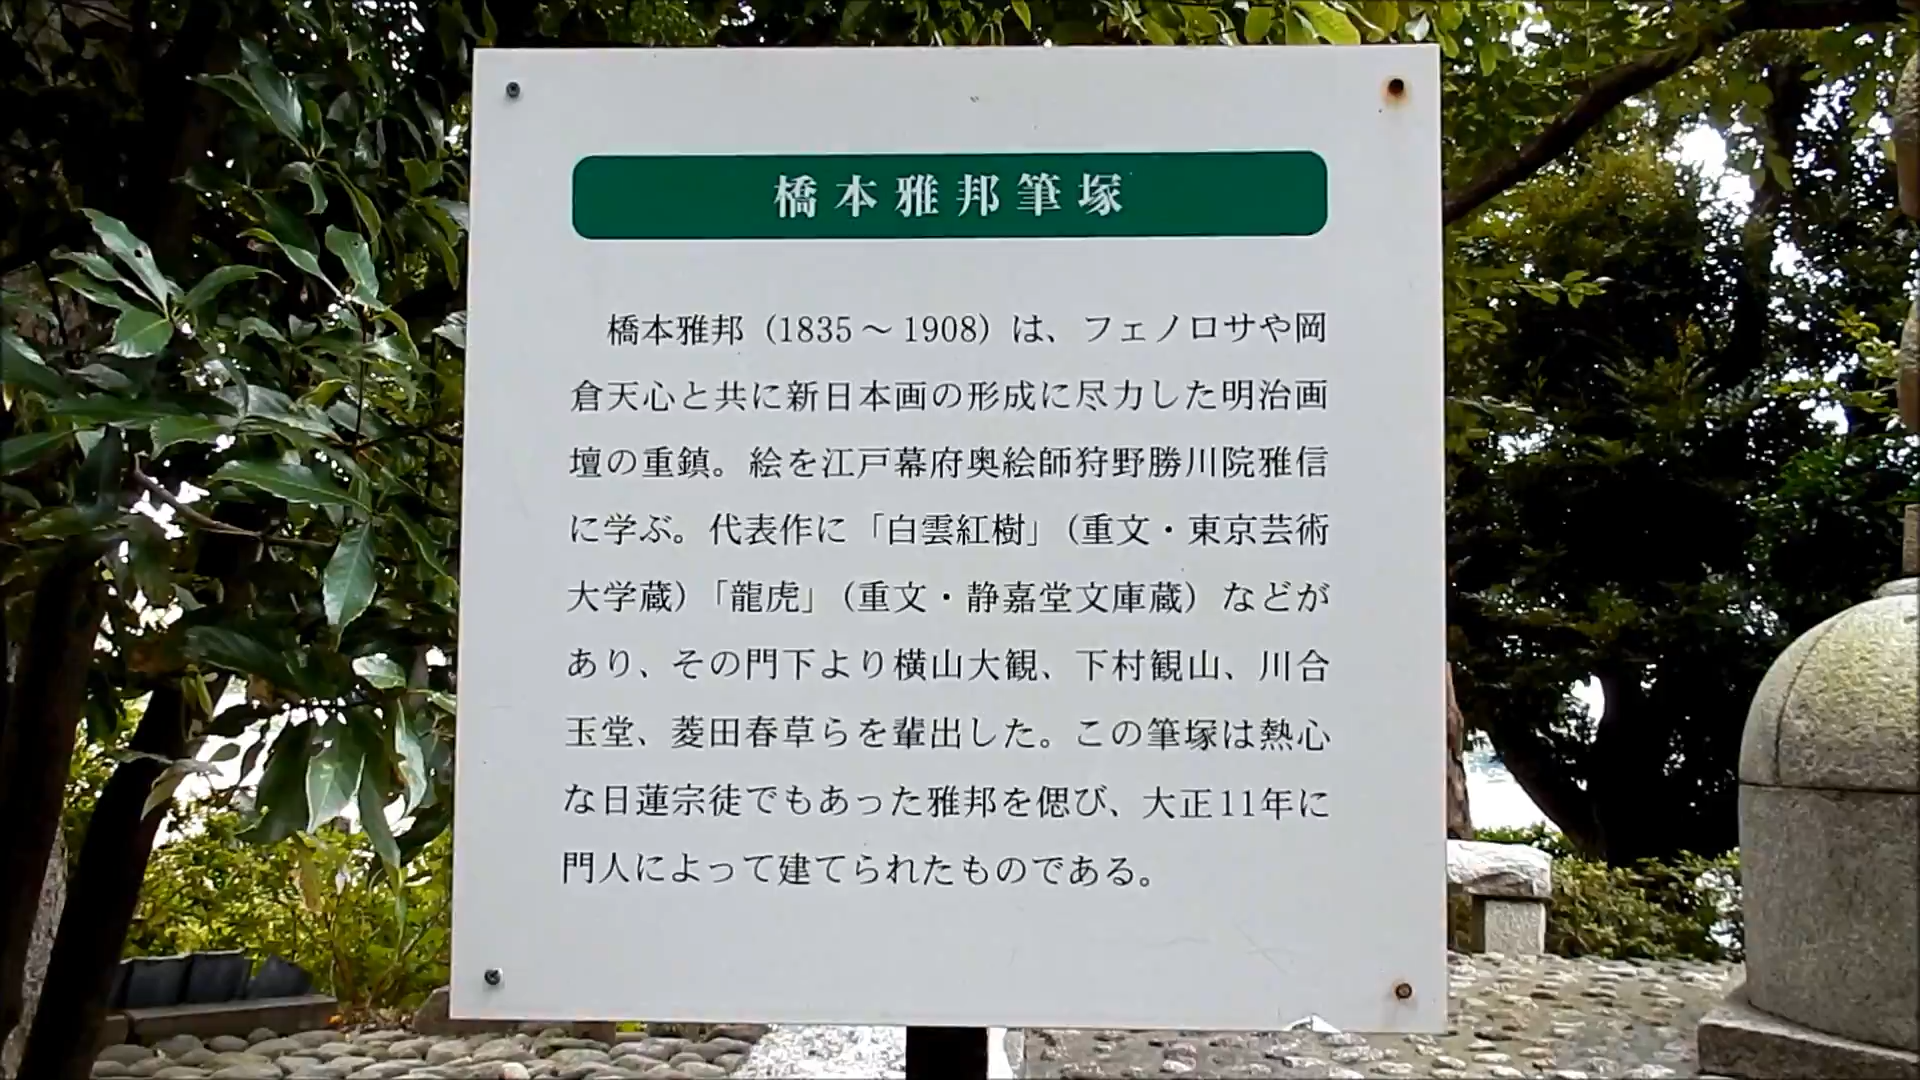 橋本雅邦筆塚
橋本雅邦（1835～1908）は、フェノロサや岡
倉天心と共に新日本画の形成に尽力した明治画
壇の重鎮。絵を江戸幕府奥絵師狩野勝川院雅信
に学ぶ。代表作に「白雲紅樹」（重文・東京芸術
大学蔵）「龍虎」（重文・静嘉堂文庫蔵）などが
あり、その門下より横山大観、下村観山、川合
玉堂、菱田春草らを輩出した。この筆塚は熱心
な日蓮宗徒でもあった雅邦を偲び、大正11年に
門人によって建てられたものである。